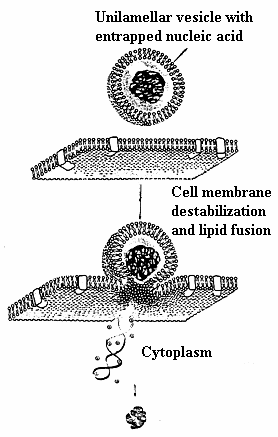 Unilamellar vesicle with
entrapped nucleic acid
Cell membrane
destabilization
and lipid fusion
Cytoplasm